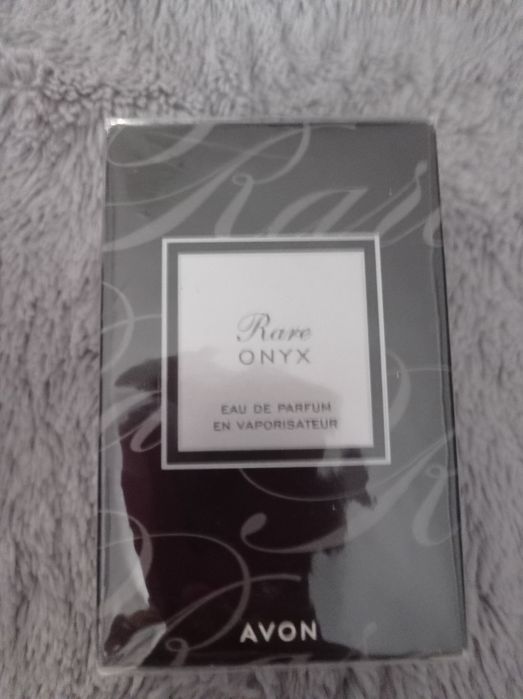 Rare
ONYX
EAU DE PARFUM
EN VAPORISATEUR
AVON